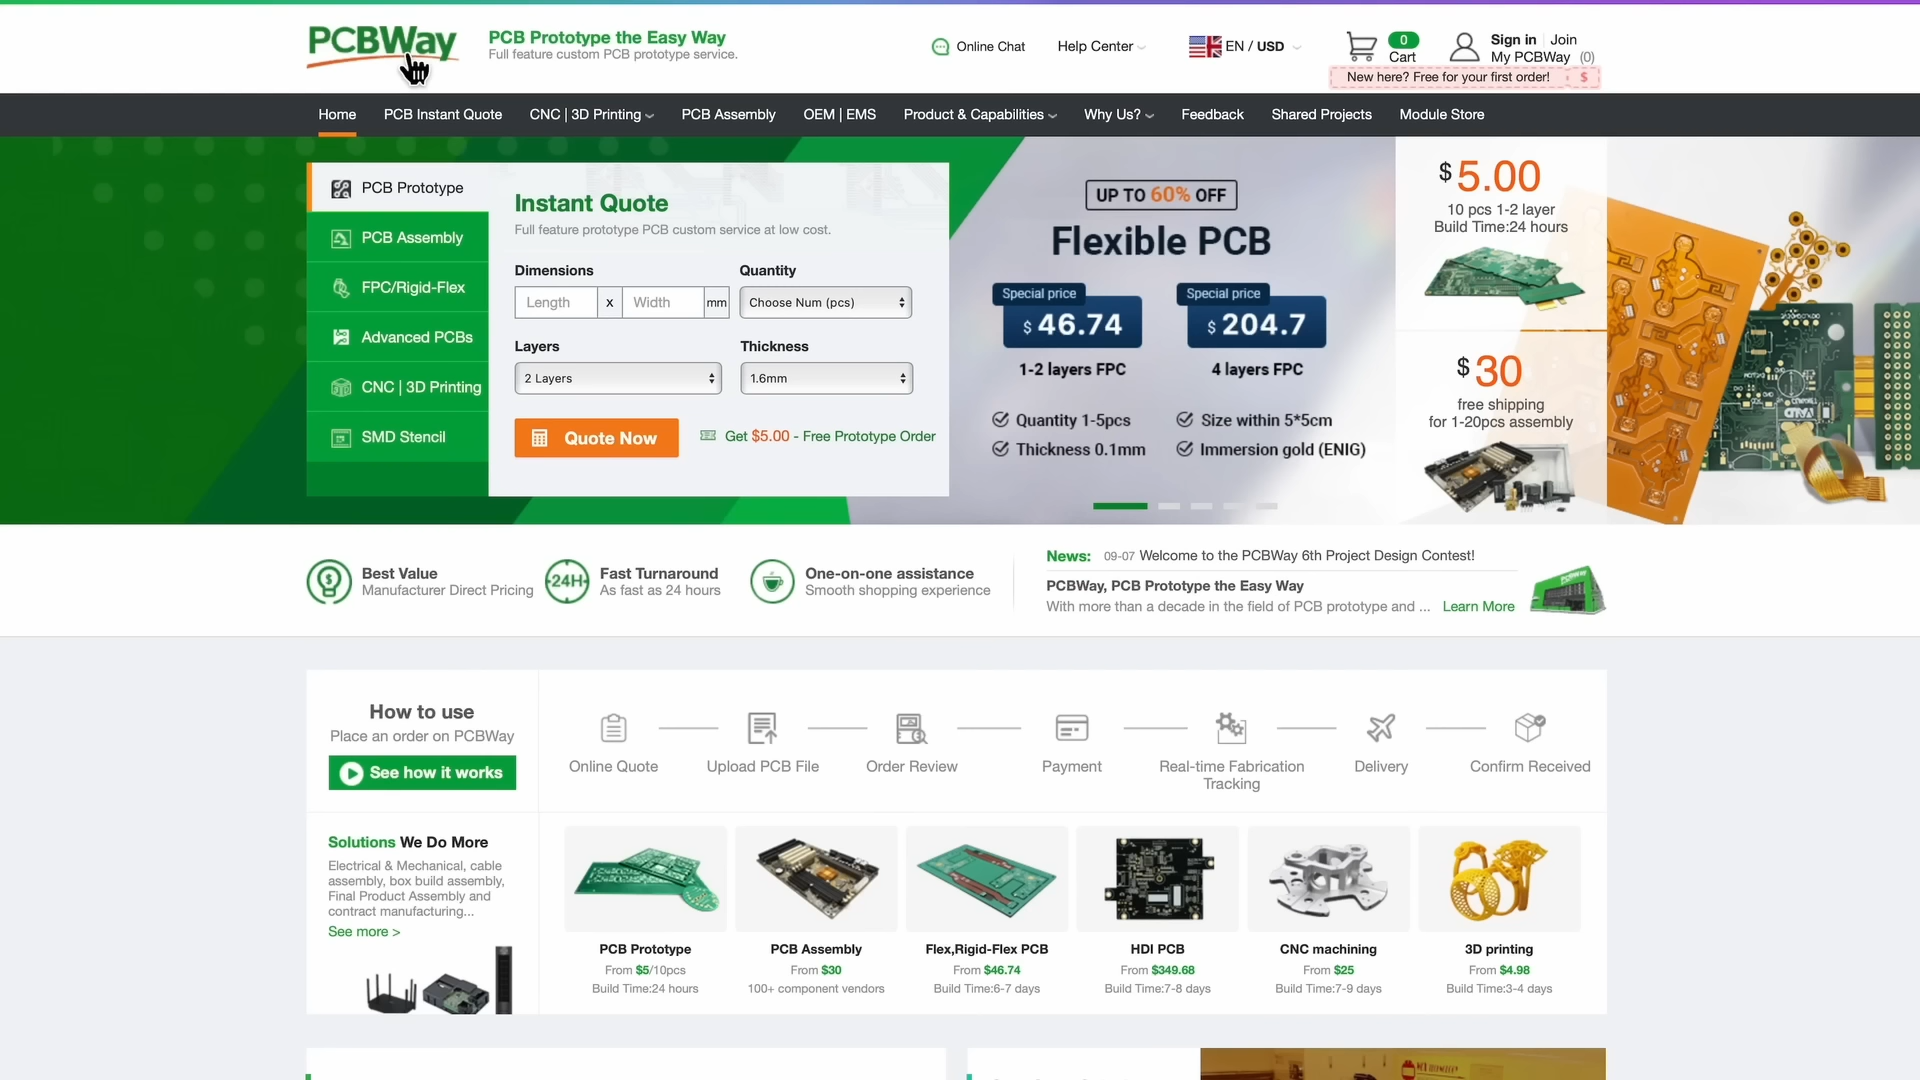 PCBWay
PCB Prototype the Easy Way
Full feature custom PCB prototype service.
Online Chat
Help Center
EN / USD
0
Cart
Sign in
Join
My PCBWay (0)
New here? Free for your first order!
$
Home
PCB Instant Quote
CNC | 3D Printing
PCB Assembly
OEM | EMS
Product & Capabilities
Why Us?
Feedback
Shared Projects
Module Store
PCB Prototype
PCB Assembly
FPC/Rigid-Flex
Advanced PCBs
CNC | 3D Printing
SMD Stencil
Instant Quote
Full feature prototype PCB custom service at low cost.
Dimensions
Quantity
Length
x
Width
mm
Choose Num (pcs)
Layers
Thickness
2 Layers
1.6mm
Quote Now
Get $5.00 - Free Prototype Order
UP TO 60% OFF
Flexible PCB
Special price
$ 46.74
1-2 layers FPC
Special price
$ 204.7
4 layers FPC
Quantity 1-5pcs
Size within 5*5cm
Thickness 0.1mm
Immersion gold (ENIG)
$ 5.00
10 pcs 1-2 layer
Build Time:24 hours
$ 30
free shipping
for 1-20pcs assembly
Best Value
Manufacturer Direct Pricing
24H
Fast Turnaround
As fast as 24 hours
One-on-one assistance
Smooth shopping experience
News: 09-07 Welcome to the PCBWay 6th Project Design Contest!
PCBWay, PCB Prototype the Easy Way
With more than a decade in the field of PCB prototype and ... Learn More
How to use
Place an order on PCBWay
See how it works
Online Quote
Upload PCB File
Order Review
Payment
Real-time Fabrication
Tracking
Delivery
Confirm Received
Solutions We Do More
Electrical & Mechanical, cable
assembly, box build assembly,
Final Product Assembly and
contract manufacturing...
See more >
PCB Prototype
From $5/10pcs
Build Time:24 hours
PCB Assembly
From $30
100+ component vendors
Flex,Rigid-Flex PCB
From $46.74
Build Time:6-7 days
HDI PCB
From $349.68
Build Time:7-8 days
CNC machining
From $25
Build Time:7-9 days
3D printing
From $4.98
Build Time:3-4 days